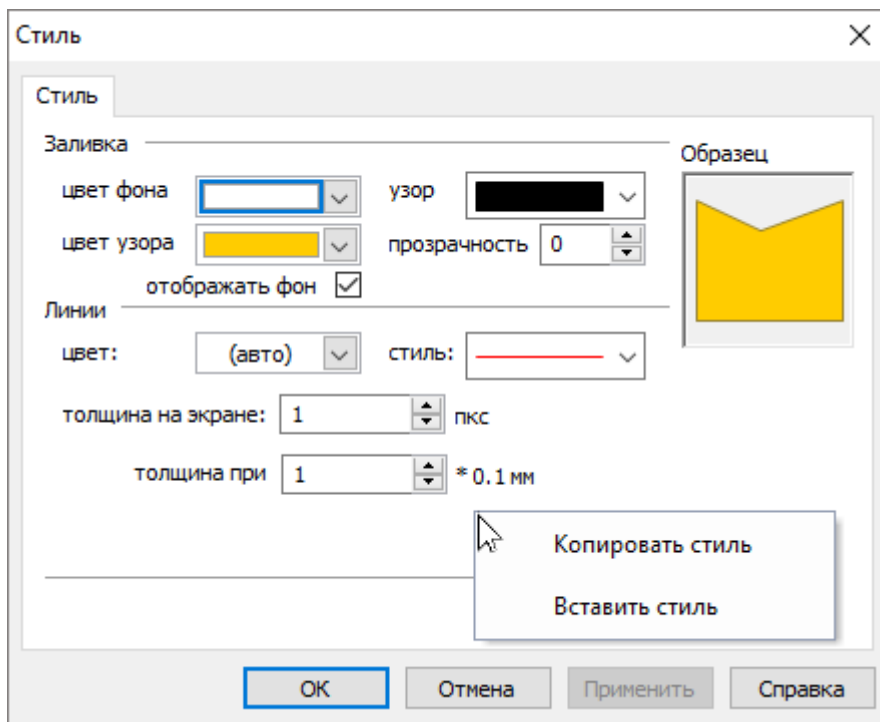 Стиль
Стиль
Заливка
Образец
цвет фона
узор
цвет узора
прозрачность 0
отображать фон
Линии
цвет: (авто) стиль:
толщина на экране: 1 пкс
толщина при 1 * 0.1 мм
Копировать стиль
Вставить стиль
ОК Отмена Применить Справка